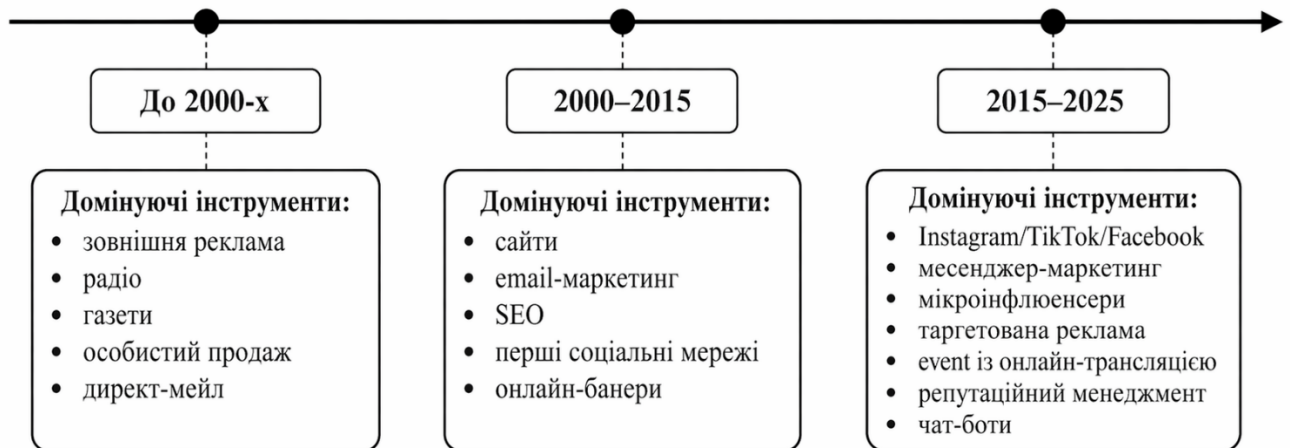 До 2000-х
Домінуючі інструменти:
• зовнішня реклама
• радіо
• газети
• особистий продаж
• директ-мейл
2000–2015
Домінуючі інструменти:
• сайти
• email-маркетинг
• SEO
• перші соціальні мережі
• онлайн-банери
2015–2025
Домінуючі інструменти:
• Instagram/TikTok/Facebook
• месенджер-маркетинг
• мікроінфлюенсери
• таргетована реклама
• event із онлайн-трансляцією
• репутаційний менеджмент
• чат-боти